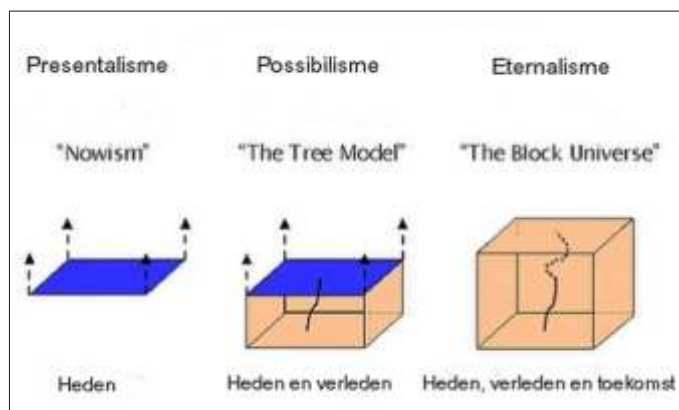 Presentalisme Possibilisme Eternalisme
"Nowism" "The Tree Model" "The Block Universe"
Heden Heden en verleden Heden, verleden en toekomst